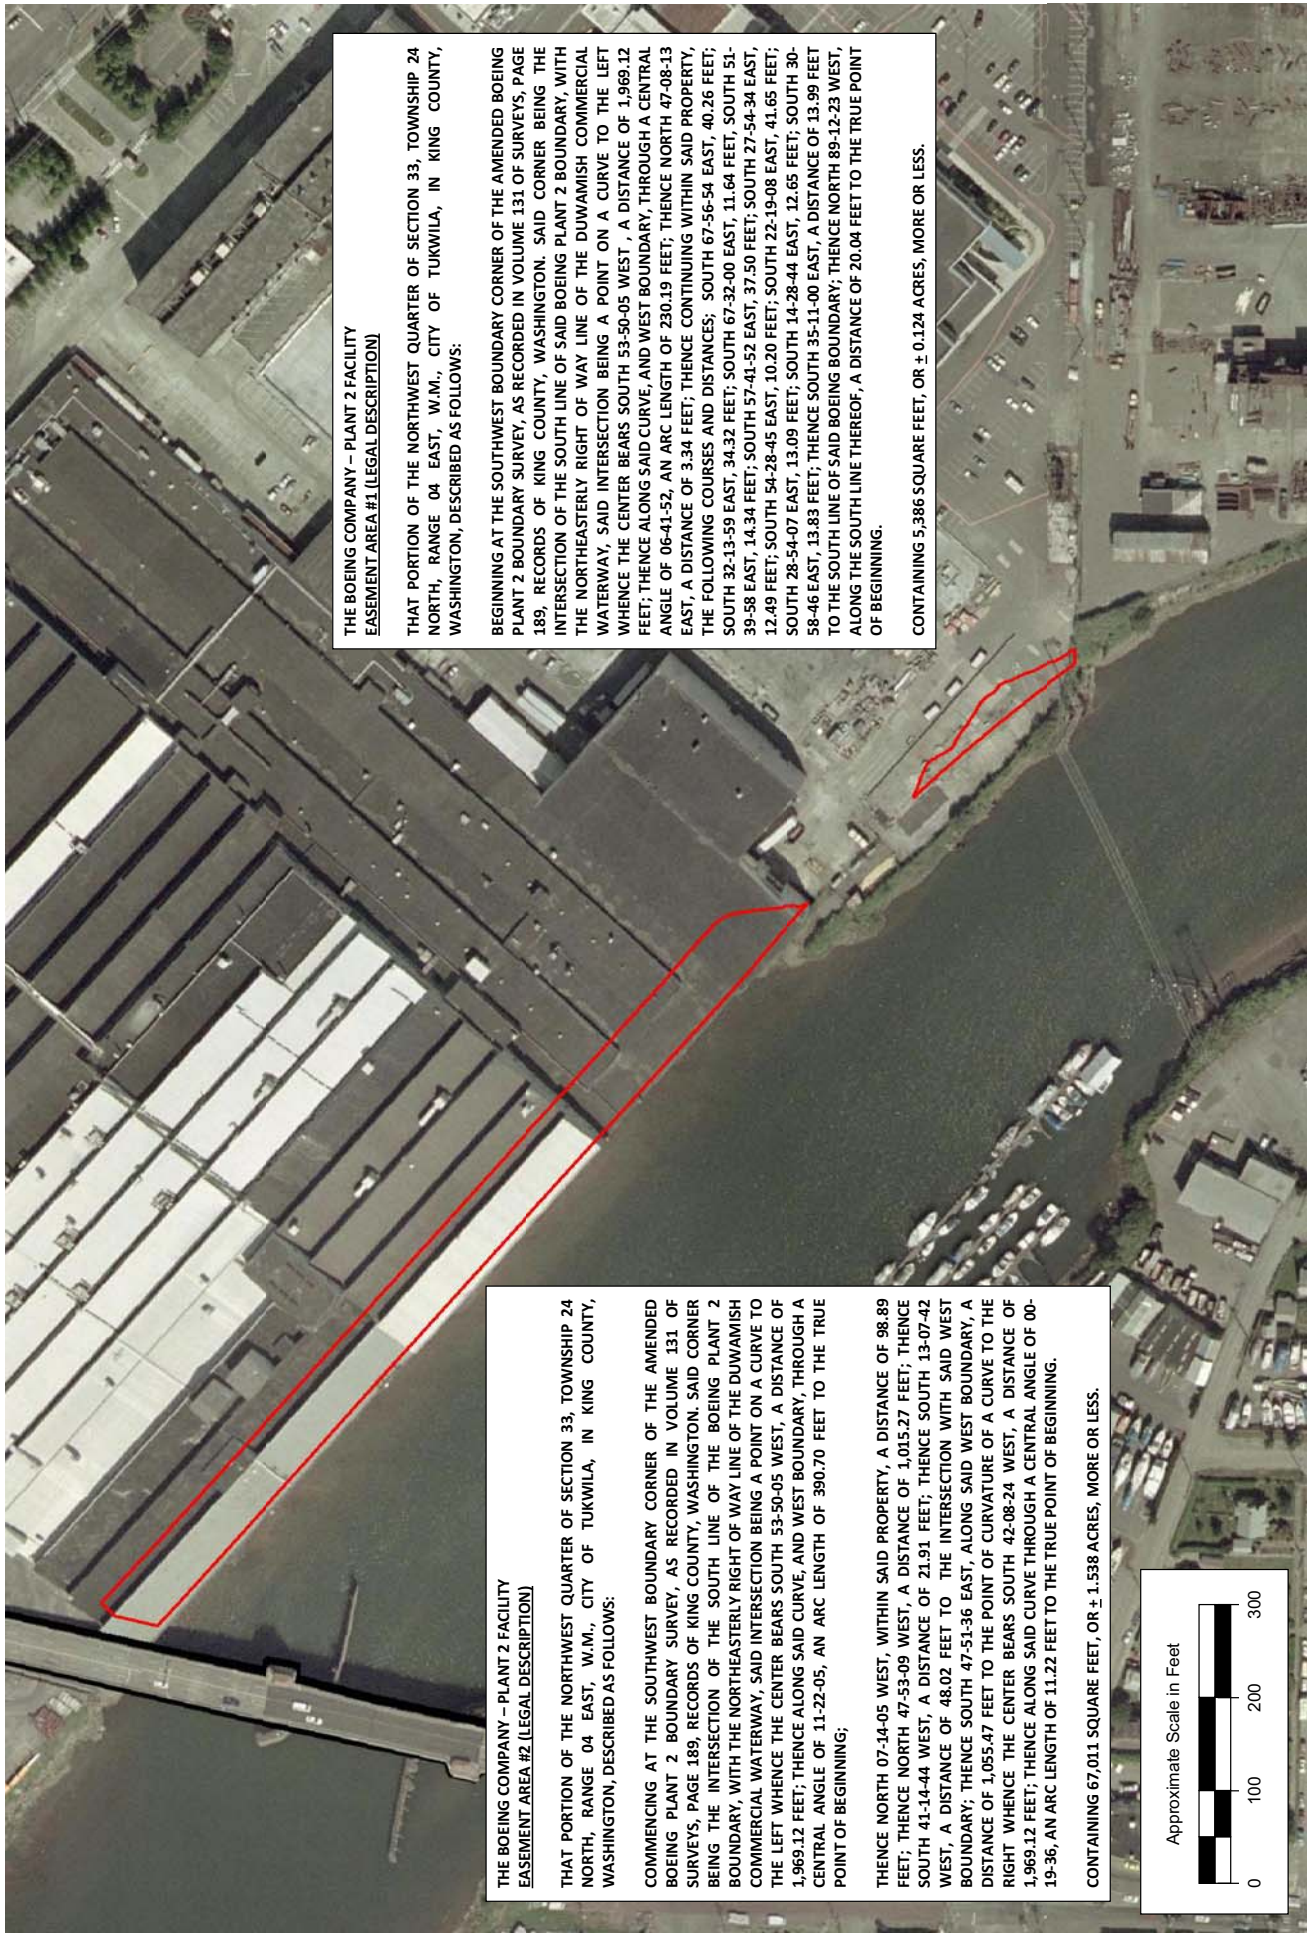 THE BOEING COMPANY – PLANT 2 FACILITY
EASEMENT AREA #1 (LEGAL DESCRIPTION)
THAT PORTION OF THE NORTHWEST QUARTER OF SECTION 33, TOWNSHIP 24
NORTH, RANGE 04 EAST, W.M., CITY OF TUKWILA, IN KING COUNTY,
WASHINGTON, DESCRIBED AS FOLLOWS:
BEGINNING AT THE SOUTHWEST BOUNDARY CORNER OF THE AMENDED BOEING
PLANT 2 BOUNDARY SURVEY, AS RECORDED IN VOLUME 131 OF SURVEYS, PAGE
189, RECORDS OF KING COUNTY, WASHINGTON. SAID CORNER BEING THE
INTERSECTION OF THE SOUTH LINE OF SAID BOEING PLANT 2 BOUNDARY, WITH
THE NORTHEASTERLY RIGHT OF WAY LINE OF THE DUWAMISH COMMERCIAL
WATERWAY, SAID INTERSECTION BEING A POINT ON A CURVE TO THE LEFT
WHENCE THE CENTER BEARS SOUTH 53-50-05 WEST , A DISTANCE OF 1,969.12
FEET; THENCE ALONG SAID CURVE, AND WEST BOUNDARY, THROUGH A CENTRAL
ANGLE OF 06-41-52, AN ARC LENGTH OF 230.19 FEET; THENCE NORTH 47-08-13
EAST, A DISTANCE OF 3.34 FEET; THENCE CONTINUING WITHIN SAID PROPERTY,
THE FOLLOWING COURSES AND DISTANCES; SOUTH 67-56-54 EAST, 40.26 FEET;
SOUTH 32-13-59 EAST, 34.32 FEET; SOUTH 67-32-00 EAST, 11.64 FEET, SOUTH 51-
39-58 EAST, 14.34 FEET; SOUTH 57-41-52 EAST, 37.50 FEET; SOUTH 27-54-34 EAST,
12.49 FEET; SOUTH 54-28-45 EAST, 10.20 FEET; SOUTH 22-19-08 EAST, 41.65 FEET;
SOUTH 28-54-07 EAST, 13.09 FEET; SOUTH 14-28-44 EAST, 12.65 FEET; SOUTH 30-
58-46 EAST, 13.83 FEET; THENCE SOUTH 35-11-00 EAST, A DISTANCE OF 13.99 FEET
TO THE SOUTH LINE OF SAID BOEING BOUNDARY; THENCE NORTH 89-12-23 WEST,
ALONG THE SOUTH LINE THEREOF, A DISTANCE OF 20.04 FEET TO THE TRUE POINT
OF BEGINNING.
CONTAINING 5,386 SQUARE FEET, OR ± 0.124 ACRES, MORE OR LESS.
THE BOEING COMPANY – PLANT 2 FACILITY
EASEMENT AREA #2 (LEGAL DESCRIPTION)
THAT PORTION OF THE NORTHWEST QUARTER OF SECTION 33, TOWNSHIP 24
NORTH, RANGE 04 EAST, W.M., CITY OF TUKWILA, IN KING COUNTY,
WASHINGTON, DESCRIBED AS FOLLOWS:
COMMENCING AT THE SOUTHWEST BOUNDARY CORNER OF THE AMENDED
BOEING PLANT 2 BOUNDARY SURVEY, AS RECORDED IN VOLUME 131 OF
SURVEYS, PAGE 189, RECORDS OF KING COUNTY, WASHINGTON. SAID CORNER
BEING THE INTERSECTION OF THE SOUTH LINE OF THE BOEING PLANT 2
BOUNDARY, WITH THE NORTHEASTERLY RIGHT OF WAY LINE OF THE DUWAMISH
COMMERCIAL WATERWAY, SAID INTERSECTION BEING A POINT ON A CURVE TO
THE LEFT WHENCE THE CENTER BEARS SOUTH 53-50-05 WEST, A DISTANCE OF
1,969.12 FEET; THENCE ALONG SAID CURVE, AND WEST BOUNDARY, THROUGH A
CENTRAL ANGLE OF 11-22-05, AN ARC LENGTH OF 390.70 FEET TO THE TRUE
POINT OF BEGINNING;
THENCE NORTH 07-14-05 WEST, WITHIN SAID PROPERTY, A DISTANCE OF 98.89
FEET; THENCE NORTH 47-53-09 WEST, A DISTANCE OF 1,015.27 FEET; THENCE
SOUTH 41-14-44 WEST, A DISTANCE OF 21.91 FEET; THENCE SOUTH 13-07-42
WEST, A DISTANCE OF 48.02 FEET TO THE INTERSECTION WITH SAID WEST
BOUNDARY; THENCE SOUTH 47-51-36 EAST, ALONG SAID WEST BOUNDARY, A
DISTANCE OF 1,055.47 FEET TO THE POINT OF CURVATURE OF A CURVE TO THE
RIGHT WHENCE THE CENTER BEARS SOUTH 42-08-24 WEST, A DISTANCE OF
1,969.12 FEET; THENCE ALONG SAID CURVE THROUGH A CENTRAL ANGLE OF 00-
19-36, AN ARC LENGTH OF 11.22 FEET TO THE TRUE POINT OF BEGINNING.
CONTAINING 67,011 SQUARE FEET, OR ± 1.538 ACRES, MORE OR LESS.
Approximate Scale in Feet
0 100 200 300